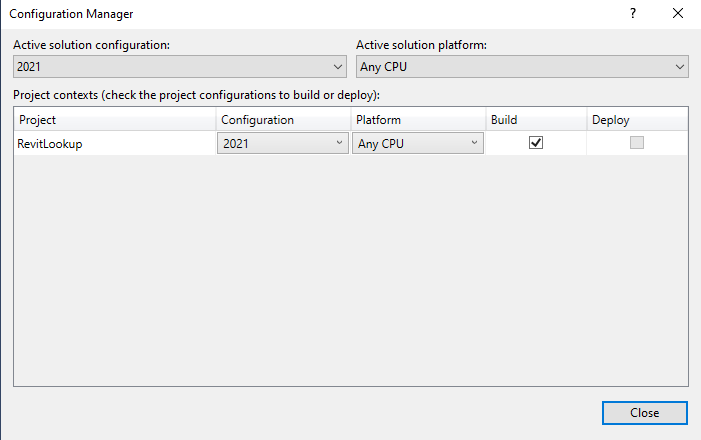 Configuration Manager ?
Active solution configuration: Active solution platform:
2021 Any CPU
Project contexts (check the project configurations to build or deploy):
Project Configuration Platform Build Deploy
RevitLookup 2021 Any CPU
Close